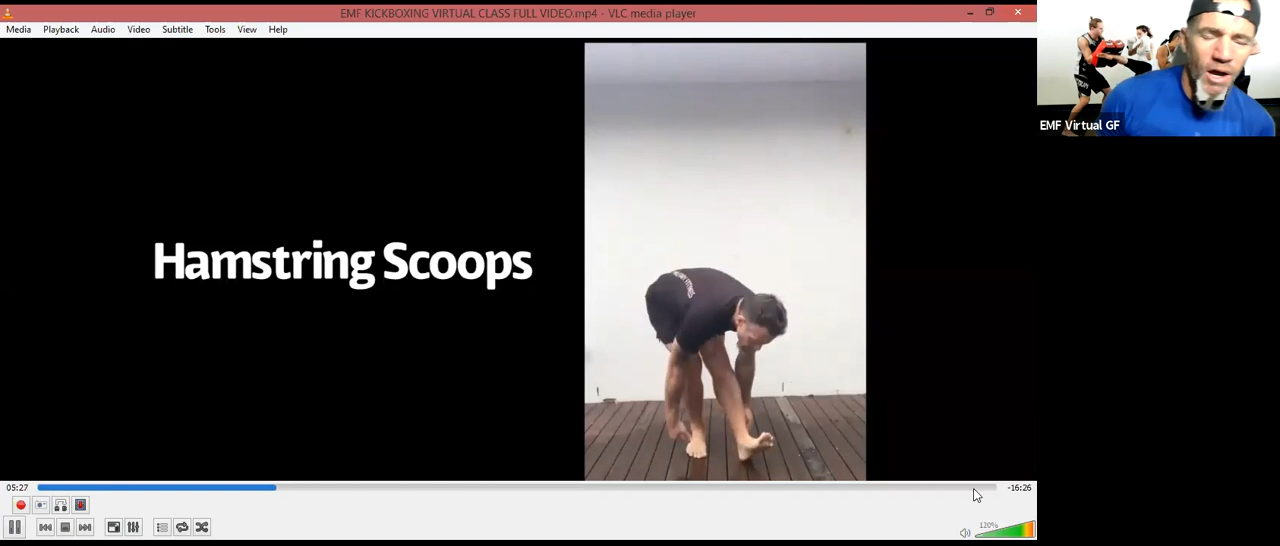 EMF KICKBOXING VIRTUAL CLASS FULL VIDEO.mp4 - VLC media player
Media Playback Audio Video Subtitle Tools View Help
EMF Virtual GF
Hamstring Scoops
05:27
-16:26
120%